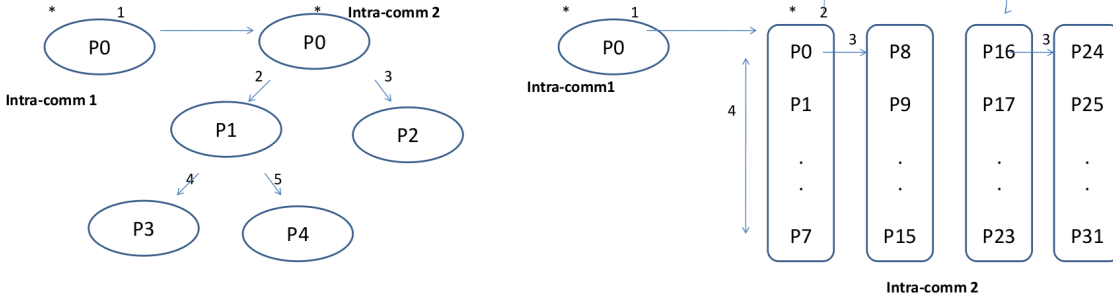 * 1
P0
Intra-comm 1
* Intra-comm 2
P0
2 3
P1 P2
4 5
P3 P4
* 1
P0
Intra-comm1
* 2
P0 3 P8 P16 3 P24
4 P1 P9 P17 P25
. . . .
. . . .
P7 P15 P23 P31
Intra-comm 2